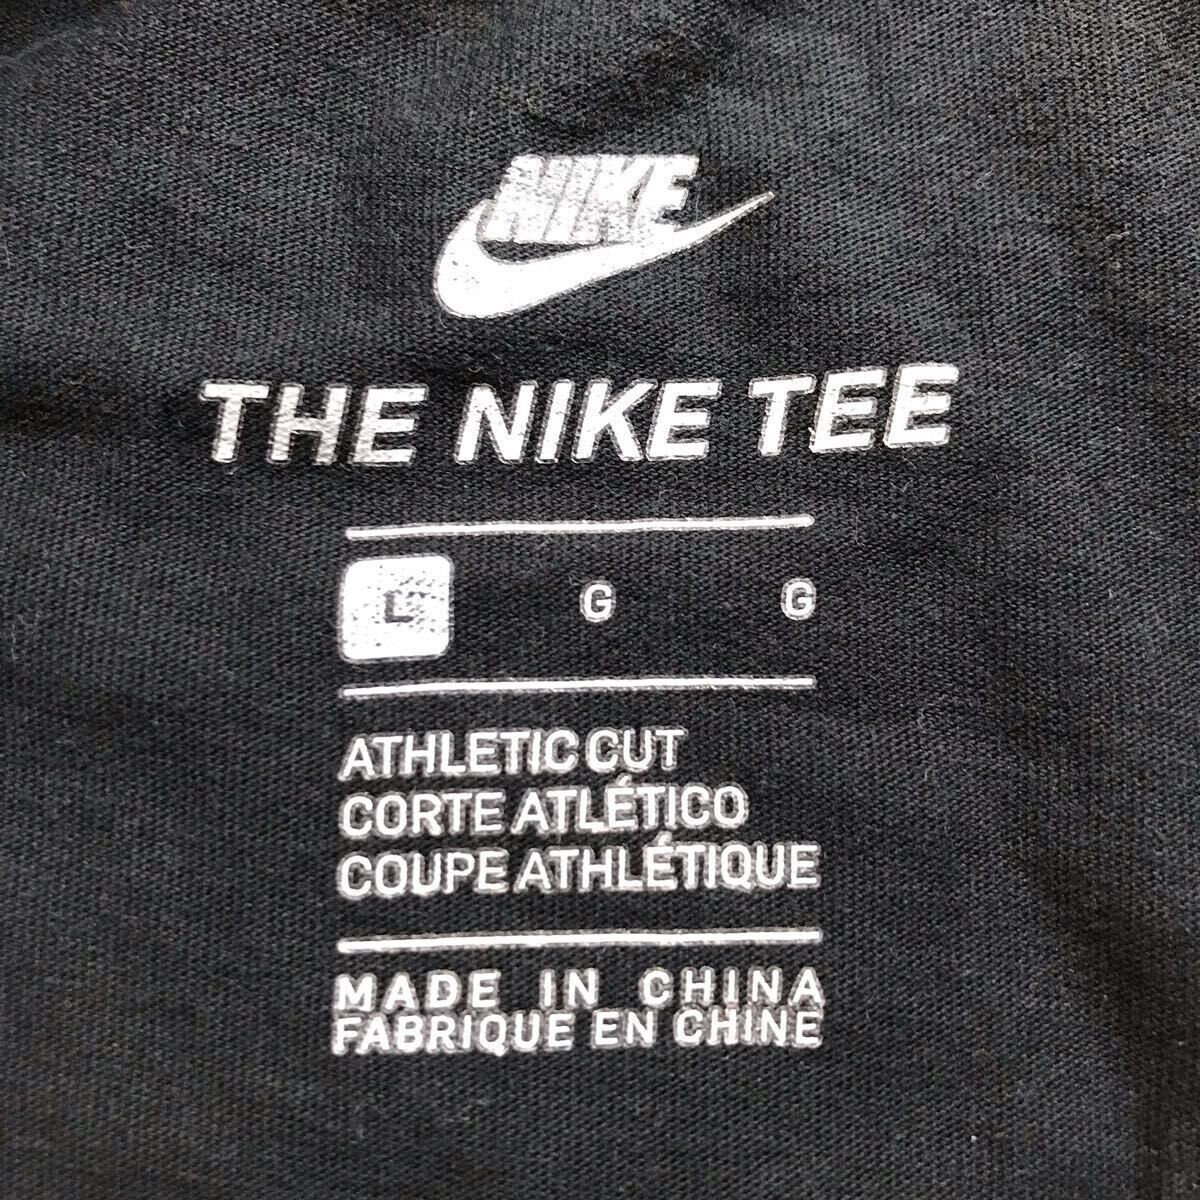 NIKE
THE NIKE TEE
L G G
ATHLETIC CUT
CORTE ATLÉTICO
COUPE ATHLÉTIQUE
MADE IN CHINA
FABRIQUE EN CHINE